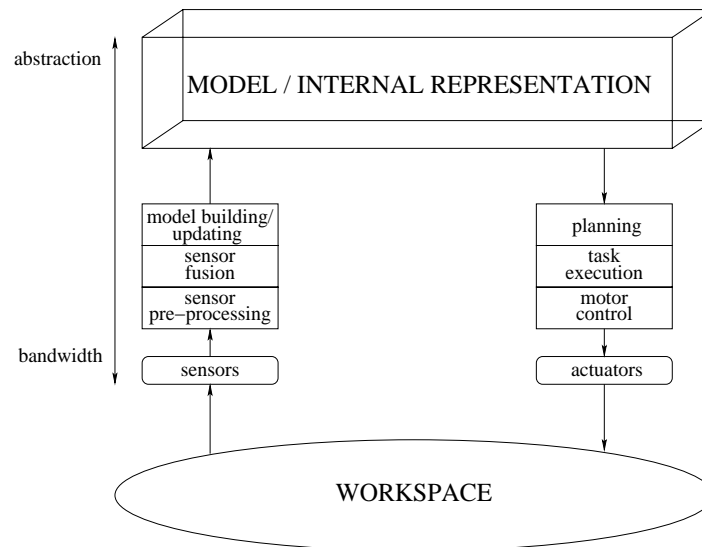 abstraction
MODEL / INTERNAL REPRESENTATION
model building/
updating
sensor
fusion
sensor
pre−processing
planning
task
execution
motor
control
bandwidth
sensors
actuators
WORKSPACE